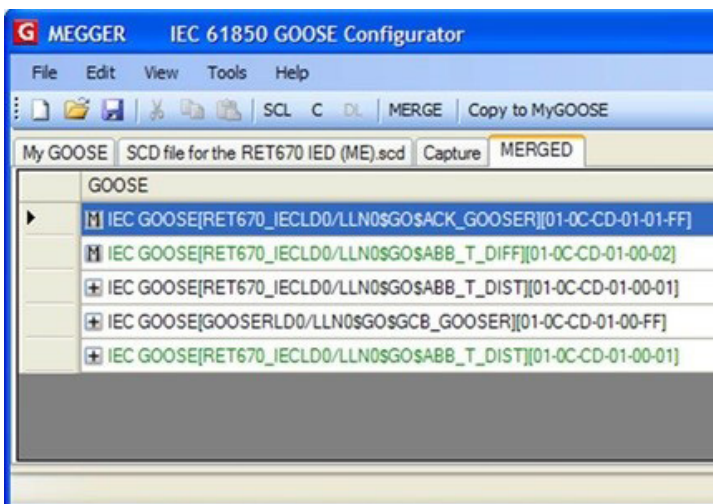 G MEGGER IEC 61850 GOOSE Configurator
File Edit View Tools Help
SCL C DL MERGE Copy to MyGOOSE
My GOOSE SCD file for the RET670 IED (ME).scd Capture MERGED
GOOSE
M IEC GOOSE[RET670_IECLD0/LLN0$GO$ACK_GOOSER][01-0C-CD-01-01-FF]
M IEC GOOSE[RET670_IECLD0/LLN0$GO$ABB_T_DIFF][01-0C-CD-01-00-02]
IEC GOOSE[RET670_IECLD0/LLN0$GO$ABB_T_DIST][01-0C-CD-01-00-01]
IEC GOOSE[GOOSERLD0/LLN0$GO$GCB_GOOSER][01-0C-CD-01-00-FF]
IEC GOOSE[RET670_IECLD0/LLN0$GO$ABB_T_DIST][01-0C-CD-01-00-01]